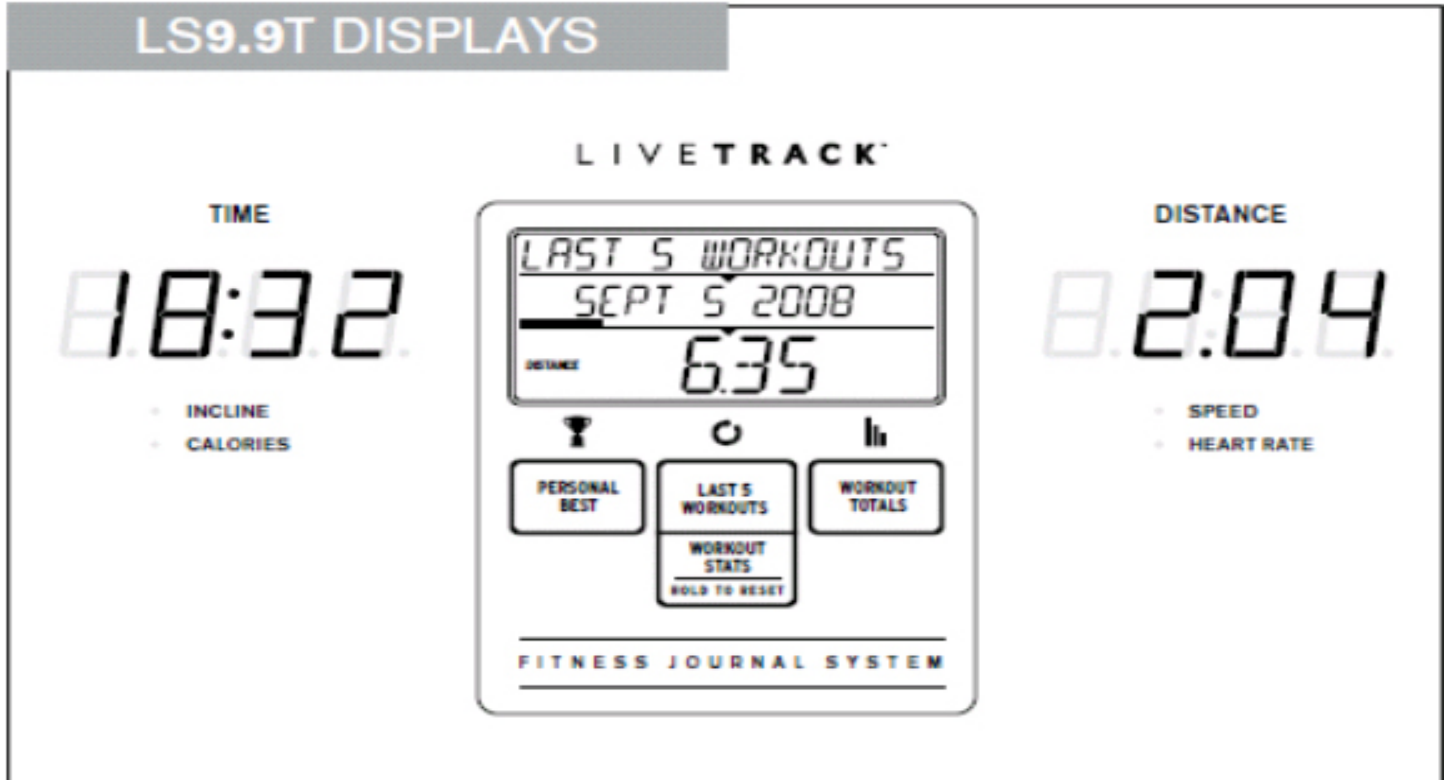 LS9.9T DISPLAYS
LIVETRACK™
TIME
18:32
INCLINE
CALORIES
LAST 5 WORKOUTS
SEPT 5 2008
DISTANCE
6.35
PERSONAL
BEST
LAST 5
WORKOUTS
WORKOUT
STATS
HOLD TO RESET
WORKOUT
TOTALS
FITNESS JOURNAL SYSTEM
DISTANCE
2.04
SPEED
HEART RATE